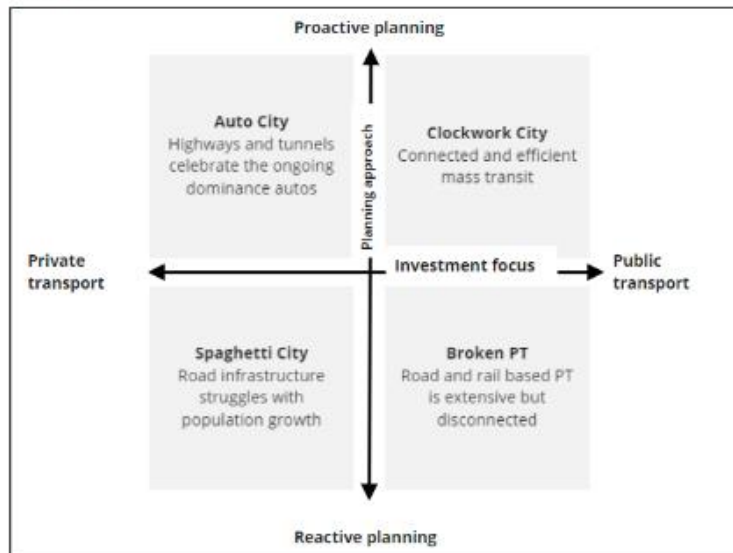 Proactive planning
Auto City
Highways and tunnels
celebrate the ongoing
dominance autos
Clockwork City
Connected and efficient
mass transit
Planning approach
Private
transport
Investment focus
Public
transport
Spaghetti City
Road infrastructure
struggles with
population growth
Broken PT
Road and rail based PT
is extensive but
disconnected
Reactive planning